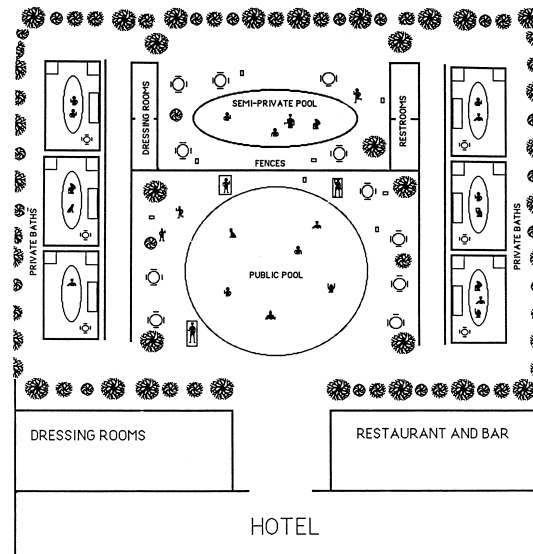 DRESSING ROOMS
SEMI-PRIVATE POOL
RESTROOMS
FENCES
PRIVATE BATHS
PUBLIC POOL
PRIVATE BATHS
DRESSING ROOMS
RESTAURANT AND BAR
HOTEL